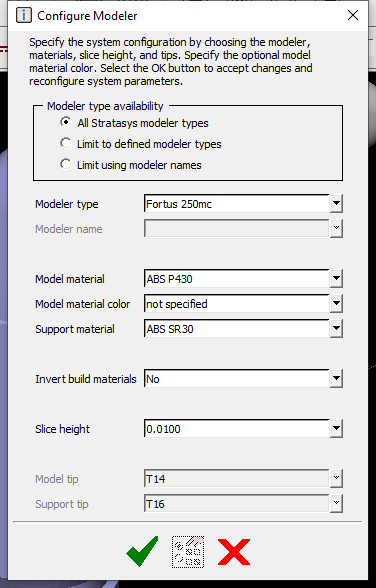 Configure Modeler
Specify the system configuration by choosing the modeler,
materials, slice height, and tips. Specify the optional model
material color. Select the OK button to accept changes and
reconfigure system parameters.
Modeler type availability
All Stratasys modeler types
Limit to defined modeler types
Limit using modeler names
Modeler type Fortus 250mc
Modeler name
Model material ABS P430
Model material color not specified
Support material ABS SR30
Invert build materials No
Slice height 0.0100
Model tip T14
Support tip T16